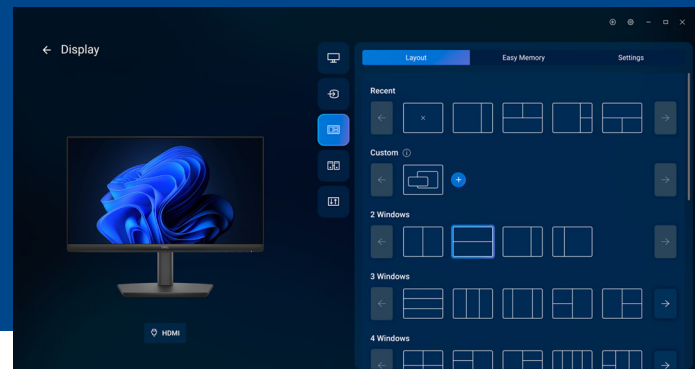 Display
Layout Easy Memory Settings
Recent
Custom
2 Windows
3 Windows
4 Windows
HDMI